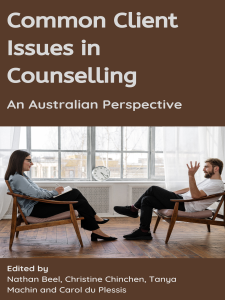 Common Client
Issues in
Counselling
An Australian Perspective
Edited by
Nathan Beel, Christine Chinchen, Tanya
Machin and Carol du Plessis